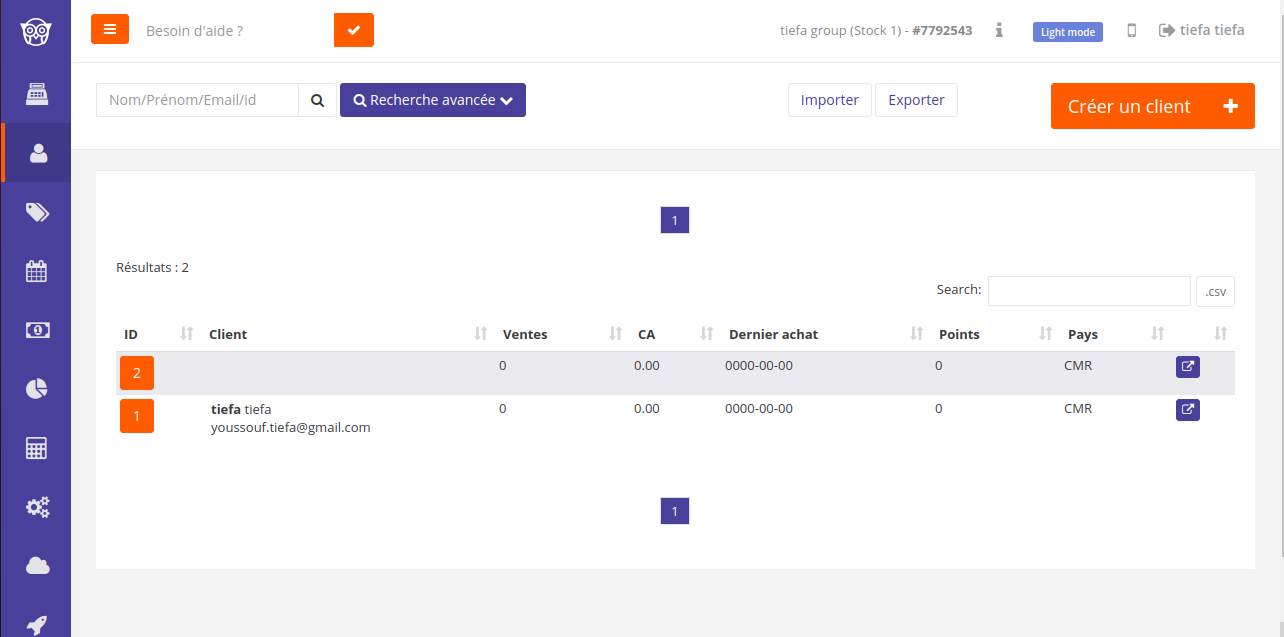 Besoin d'aide ?
tiefa group (Stock 1) - #7792543
Light mode
tiefa tiefa
Nom/Prénom/Email/id
Recherche avancée
Importer
Exporter
Créer un client
1
Résultats : 2
Search:
.csv
ID Client Ventes CA Dernier achat Points Pays
2 0 0.00 0000-00-00 0 CMR
1 tiefa tiefa 0 0.00 0000-00-00 0 CMR
youssouf.tiefa@gmail.com
1